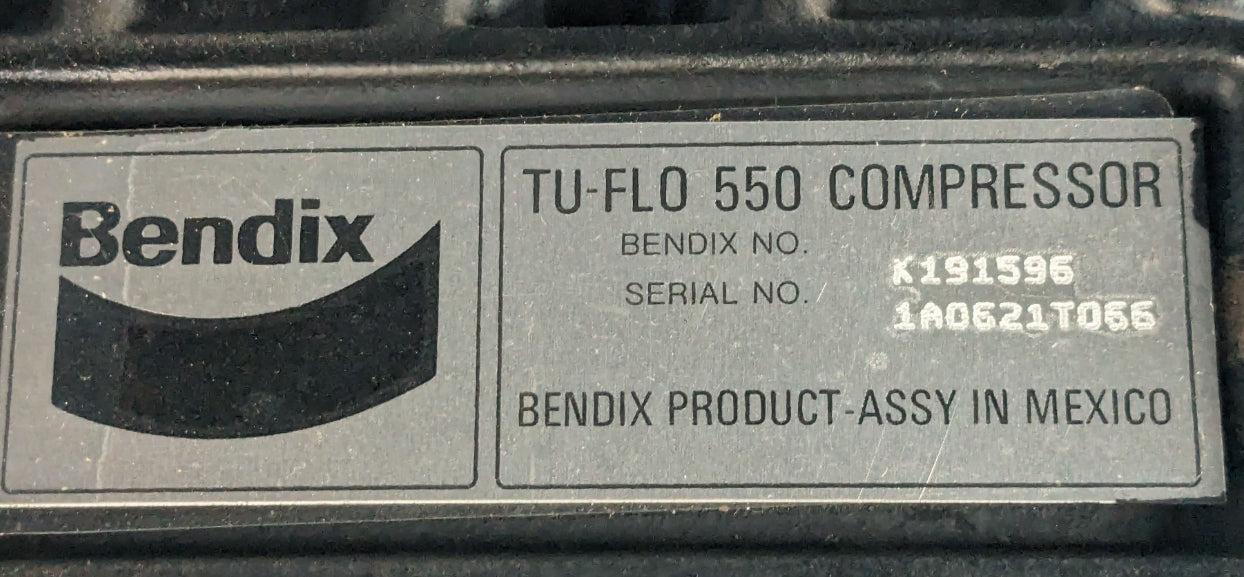 Bendix
TU-FLO 550 COMPRESSOR
BENDIX NO. K191596
SERIAL NO. 1A0621T066
BENDIX PRODUCT-ASSY IN MEXICO